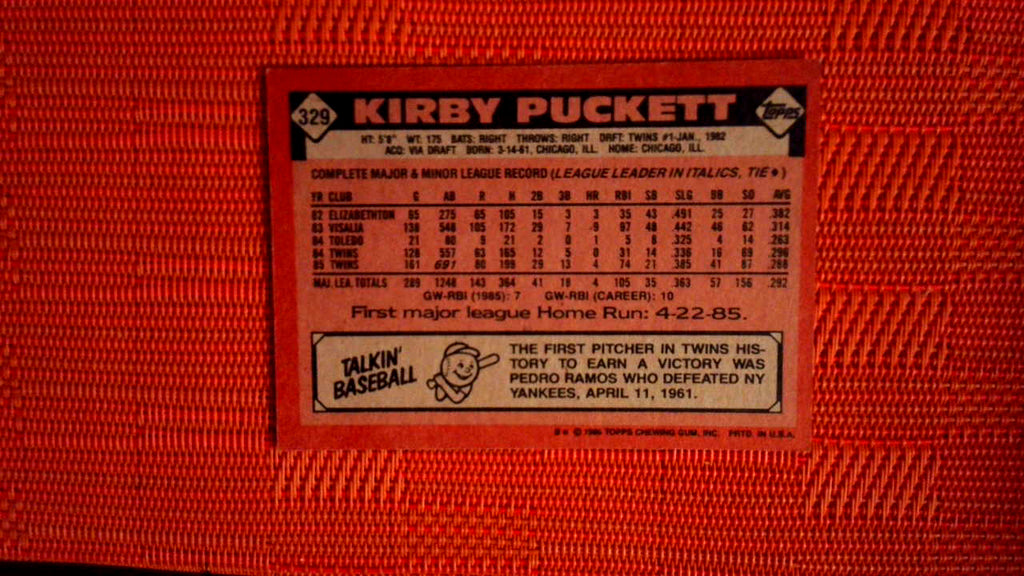 329 KIRBY PUCKETT Topps
HT: 5'8" WT: 175 BATS: RIGHT THROWS: RIGHT DRFT: TWINS #1-JAN., 1982
ACQ: VIA DRAFT BORN: 3-14-61, CHICAGO, ILL. HOME: CHICAGO, ILL.
COMPLETE MAJOR & MINOR LEAGUE RECORD (LEAGUE LEADER IN ITALICS, TIE ♦)
YR CLUB G AB R H 2B 3B HR RBI SB SLG BB SO AVG
82 ELIZABETHTON 65 275 65 105 15 3 3 35 43 .491 25 27 .382
83 VISALIA 138 548 105 172 29 7 9 97 48 .442 46 62 .314
84 TOLEDO 21 80 9 21 2 0 1 5 8 .325 4 14 .263
84 TWINS 128 557 63 165 12 5 0 31 14 .336 16 69 .296
85 TWINS 161 691 80 199 29 13 4 74 21 .385 41 87 .288
MAJ. LEA. TOTALS 289 1248 143 364 41 18 4 105 35 .363 57 156 .292
GW-RBI (1985): 7 GW-RBI (CAREER): 10
First major league Home Run: 4-22-85.
TALKIN'
BASEBALL
THE FIRST PITCHER IN TWINS HIS-
TORY TO EARN A VICTORY WAS
PEDRO RAMOS WHO DEFEATED NY
YANKEES, APRIL 11, 1961.
© 1986 TOPPS CHEWING GUM, INC. PRTD. IN U.S.A.